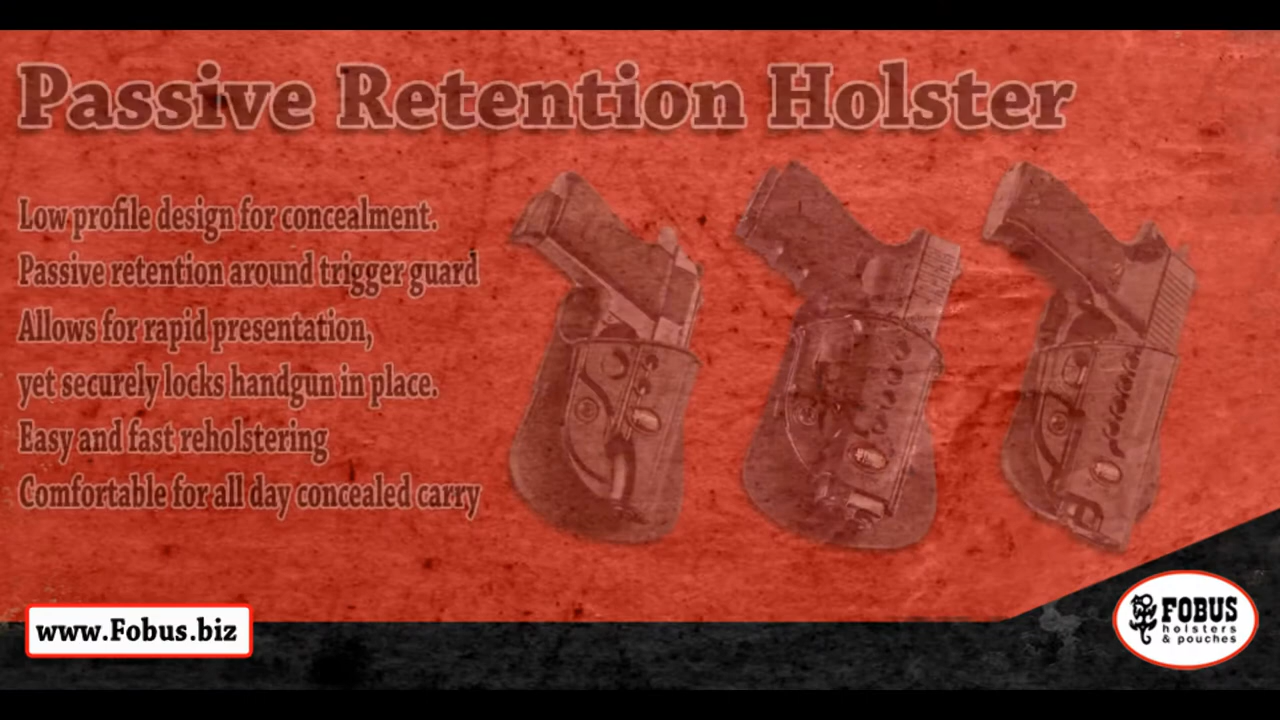 Passive Retention Holster
Low profile design for concealment.
Passive retention around trigger guard
Allows for rapid presentation,
yet securely locks handgun in place.
Easy and fast reholstering
Comfortable for all day concealed carry
www.Fobus.biz
FOBUS
holsters
& pouches